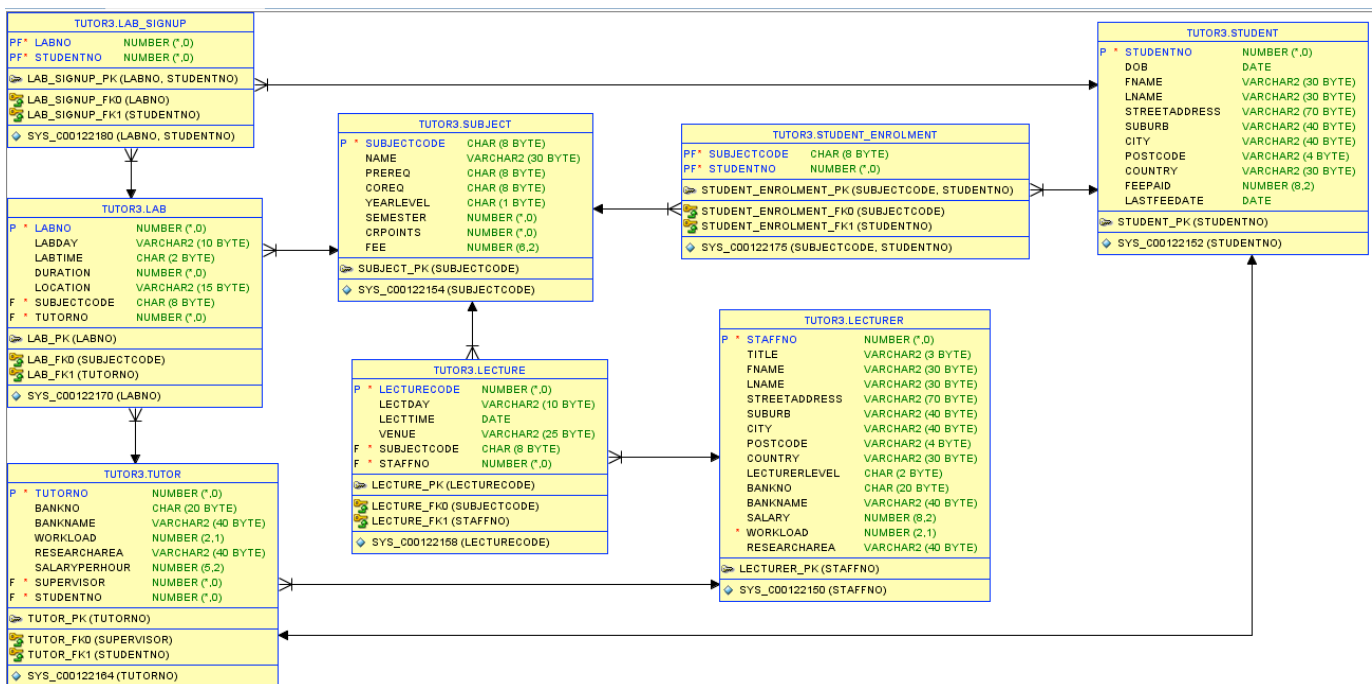 TUTOR3.LAB_SIGNUP
PF* LABNO NUMBER (*,0)
PF* STUDENTNO NUMBER (*,0)
LAB_SIGNUP_PK (LABNO, STUDENTNO)
LAB_SIGNUP_FK0 (LABNO)
LAB_SIGNUP_FK1 (STUDENTNO)
SYS_C00122180 (LABNO, STUDENTNO)
TUTOR3.STUDENT
P * STUDENTNO NUMBER (*,0)
DOB DATE
FNAME VARCHAR2 (30 BYTE)
LNAME VARCHAR2 (30 BYTE)
STREETADDRESS VARCHAR2 (70 BYTE)
SUBURB VARCHAR2 (40 BYTE)
CITY VARCHAR2 (40 BYTE)
POSTCODE VARCHAR2 (4 BYTE)
COUNTRY VARCHAR2 (30 BYTE)
FEEPAID NUMBER (8,2)
LASTFEEDATE DATE
STUDENT_PK (STUDENTNO)
SYS_C00122152 (STUDENTNO)
TUTOR3.SUBJECT
P * SUBJECTCODE CHAR (8 BYTE)
NAME VARCHAR2 (30 BYTE)
PREREQ CHAR (8 BYTE)
COREQ CHAR (8 BYTE)
YEARLEVEL CHAR (1 BYTE)
SEMESTER NUMBER (*,0)
CRPOINTS NUMBER (*,0)
FEE NUMBER (6,2)
SUBJECT_PK (SUBJECTCODE)
SYS_C00122154 (SUBJECTCODE)
TUTOR3.STUDENT_ENROLMENT
PF* SUBJECTCODE CHAR (8 BYTE)
PF* STUDENTNO NUMBER (*,0)
STUDENT_ENROLMENT_PK (SUBJECTCODE, STUDENTNO)
STUDENT_ENROLMENT_FK0 (SUBJECTCODE)
STUDENT_ENROLMENT_FK1 (STUDENTNO)
SYS_C00122175 (SUBJECTCODE, STUDENTNO)
TUTOR3.LAB
P * LABNO NUMBER (*,0)
LABDAY VARCHAR2 (10 BYTE)
LABTIME CHAR (2 BYTE)
DURATION NUMBER (*,0)
LOCATION VARCHAR2 (15 BYTE)
F * SUBJECTCODE CHAR (8 BYTE)
F * TUTORNO NUMBER (*,0)
LAB_PK (LABNO)
LAB_FK0 (SUBJECTCODE)
LAB_FK1 (TUTORNO)
SYS_C00122170 (LABNO)
TUTOR3.LECTURE
P * LECTURECODE NUMBER (*,0)
LECTDAY VARCHAR2 (10 BYTE)
LECTTIME DATE
VENUE VARCHAR2 (25 BYTE)
F * SUBJECTCODE CHAR (8 BYTE)
F * STAFFNO NUMBER (*,0)
LECTURE_PK (LECTURECODE)
LECTURE_FK0 (SUBJECTCODE)
LECTURE_FK1 (STAFFNO)
SYS_C00122158 (LECTURECODE)
TUTOR3.LECTURER
P * STAFFNO NUMBER (*,0)
TITLE VARCHAR2 (3 BYTE)
FNAME VARCHAR2 (30 BYTE)
LNAME VARCHAR2 (30 BYTE)
STREETADDRESS VARCHAR2 (70 BYTE)
SUBURB VARCHAR2 (40 BYTE)
CITY VARCHAR2 (40 BYTE)
POSTCODE VARCHAR2 (4 BYTE)
COUNTRY VARCHAR2 (30 BYTE)
LECTURERLEVEL CHAR (2 BYTE)
BANKNO CHAR (20 BYTE)
BANKNAME VARCHAR2 (40 BYTE)
SALARY NUMBER (8,2)
* WORKLOAD NUMBER (2,1)
RESEARCHAREA VARCHAR2 (40 BYTE)
LECTURER_PK (STAFFNO)
SYS_C00122150 (STAFFNO)
TUTOR3.TUTOR
P * TUTORNO NUMBER (*,0)
BANKNO CHAR (20 BYTE)
BANKNAME VARCHAR2 (40 BYTE)
WORKLOAD NUMBER (2,1)
RESEARCHAREA VARCHAR2 (40 BYTE)
SALARYPERHOUR NUMBER (5,2)
F * SUPERVISOR NUMBER (*,0)
F * STUDENTNO NUMBER (*,0)
TUTOR_PK (TUTORNO)
TUTOR_FK0 (SUPERVISOR)
TUTOR_FK1 (STUDENTNO)
SYS_C00122164 (TUTORNO)